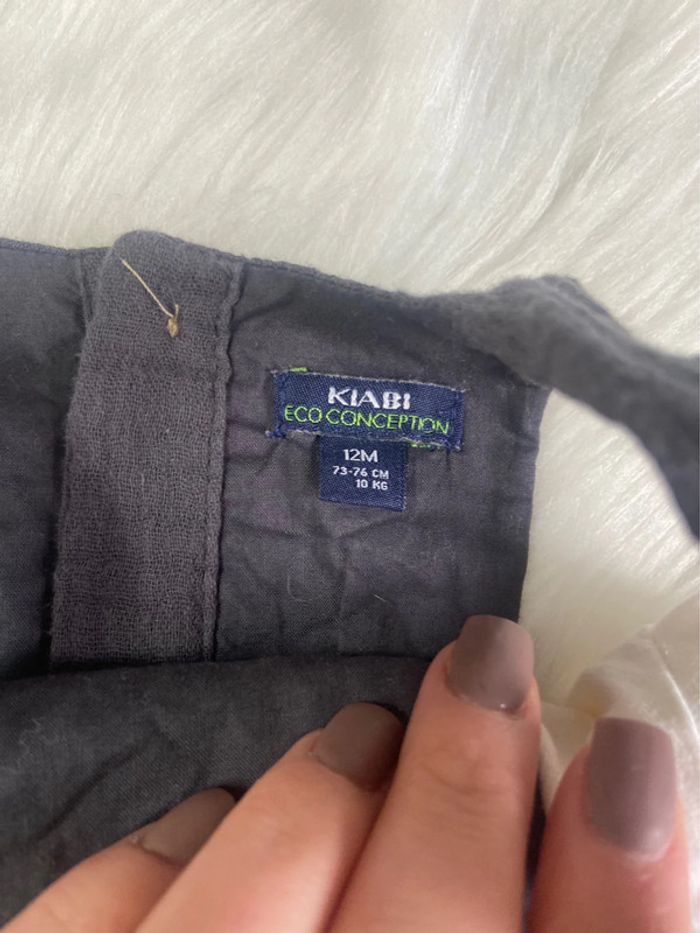 KIABI
ECO CONCEPTION
12M
73-76 CM
10 KG